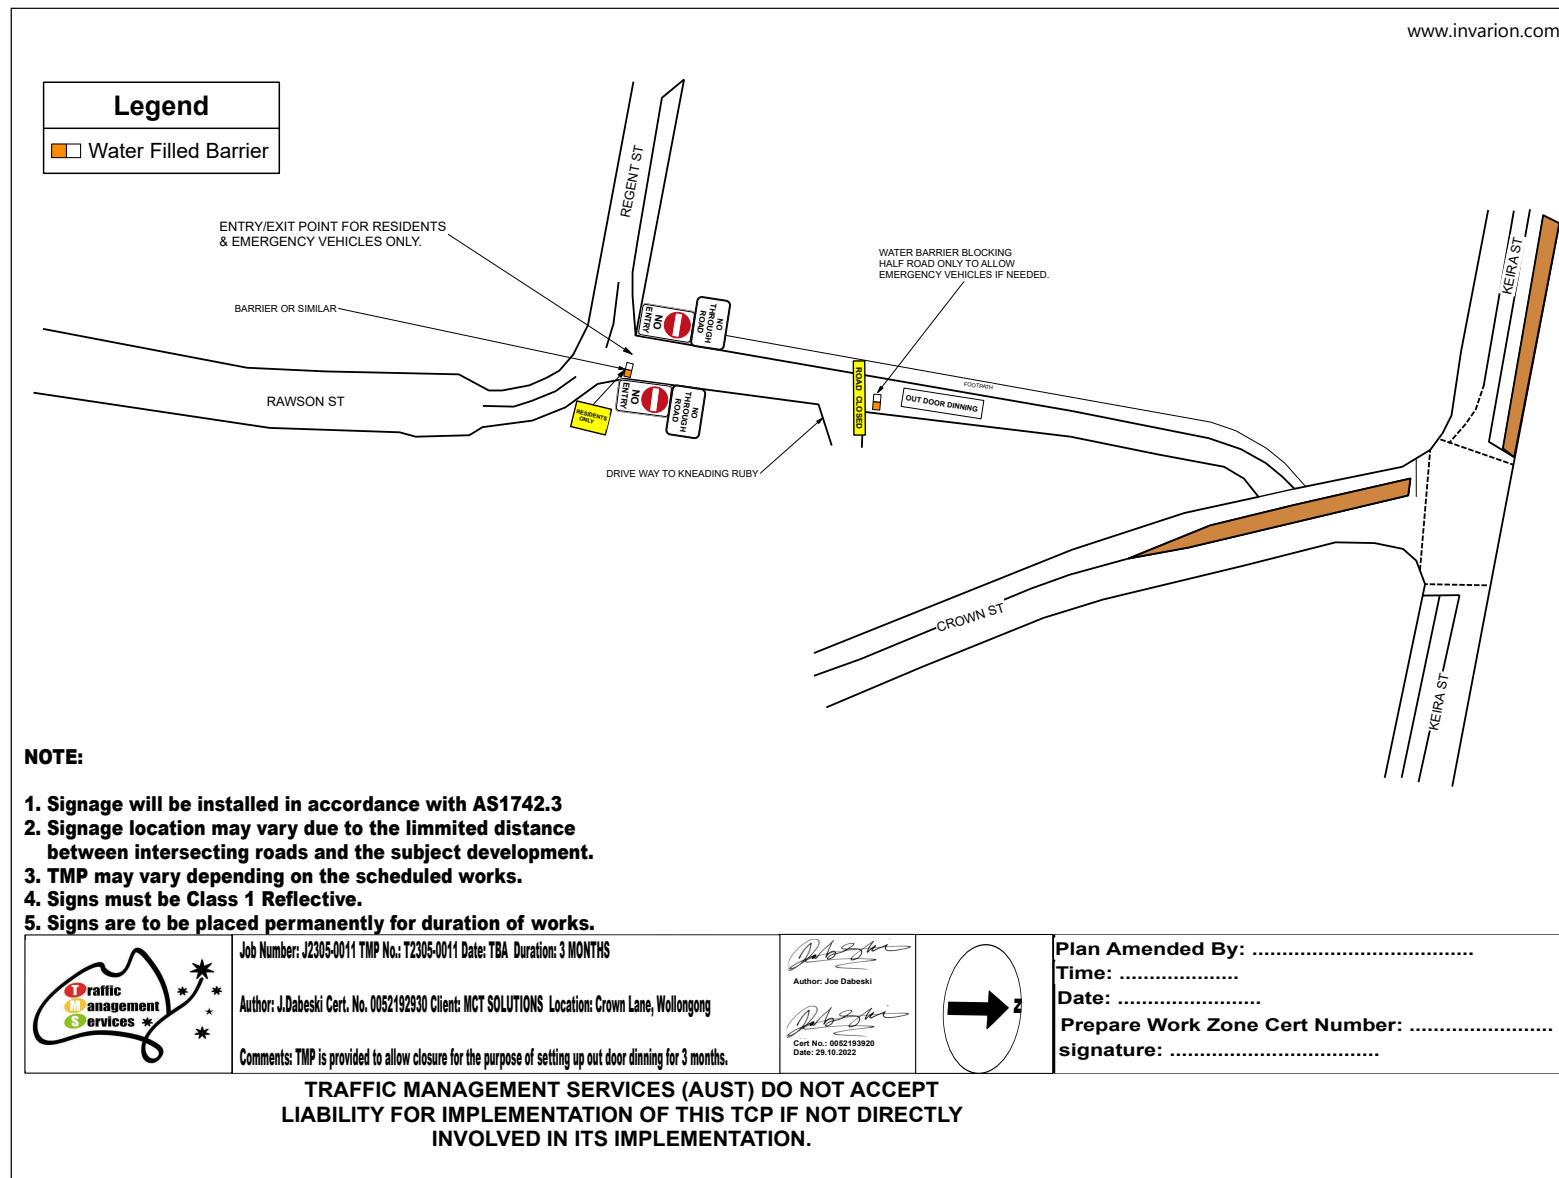 www.invarion.com
Legend
Water Filled Barrier
REGENT ST
ENTRY/EXIT POINT FOR RESIDENTS
& EMERGENCY VEHICLES ONLY.
BARRIER OR SIMILAR
WATER BARRIER BLOCKING
HALF ROAD ONLY TO ALLOW
EMERGENCY VEHICLES IF NEEDED.
KEIRA ST
NO
ENTRY
NO
THROUGH
ROAD
RAWSON ST
RESIDENTS
ONLY
NO
ENTRY
NO
THROUGH
ROAD
ROAD CLOSED
FOOTPATH
OUT DOOR DINNING
DRIVE WAY TO KNEADING RUBY
CROWN ST
KEIRA ST
NOTE:
1. Signage will be installed in accordance with AS1742.3
2. Signage location may vary due to the limmited distance
between intersecting roads and the subject development.
3. TMP may vary depending on the scheduled works.
4. Signs must be Class 1 Reflective.
5. Signs are to be placed permanently for duration of works.
Traffic
Management
Services
Job Number: J2305-0011 TMP No.: T2305-0011 Date: TBA Duration: 3 MONTHS
Author: J.Dabeski Cert. No. 0052192930 Client: MCT SOLUTIONS Location: Crown Lane, Wollongong
Comments: TMP is provided to allow closure for the purpose of setting up out door dinning for 3 months.
Dabeski
Author: Joe Dabeski
Dabeski
Cert No.: 0052193920
Date: 29.10.2022
N
Plan Amended By: .....................................
Time: ....................
Date: ........................
Prepare Work Zone Cert Number: ........................
signature: ...................................
TRAFFIC MANAGEMENT SERVICES (AUST) DO NOT ACCEPT
LIABILITY FOR IMPLEMENTATION OF THIS TCP IF NOT DIRECTLY
INVOLVED IN ITS IMPLEMENTATION.